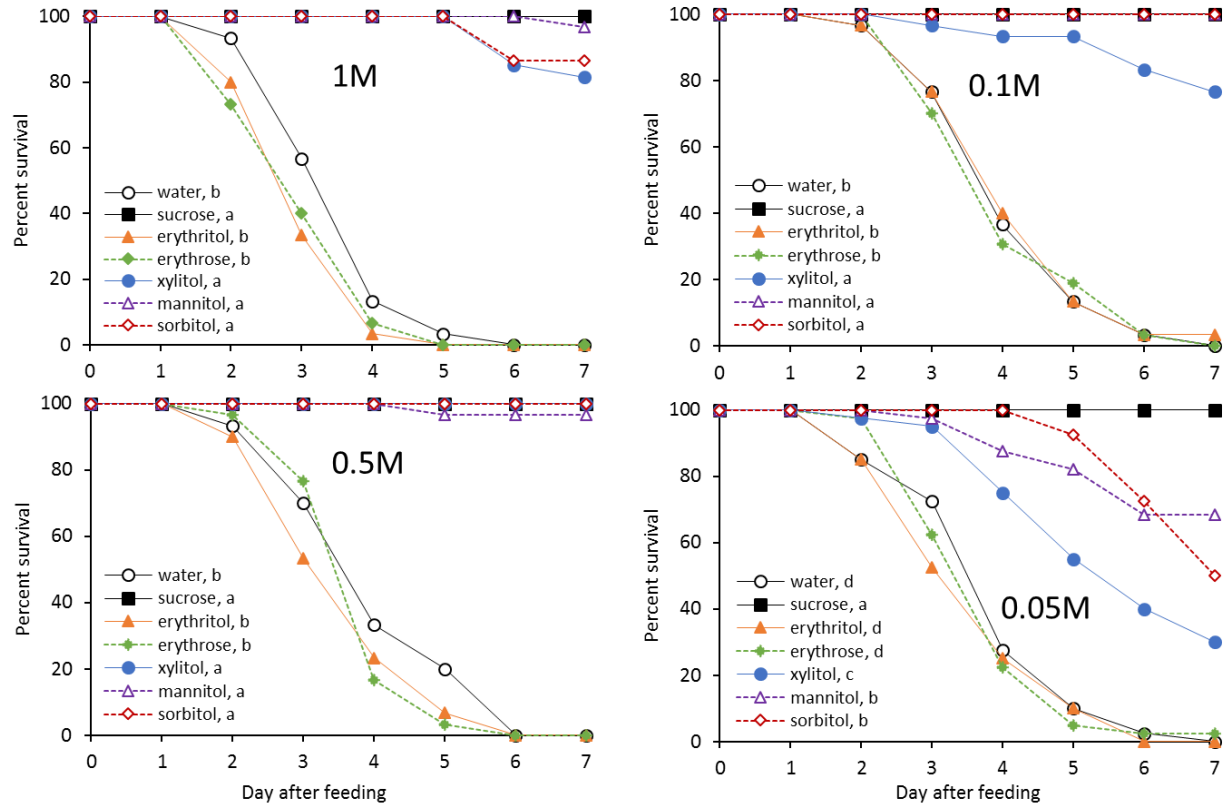 100
80
60
40
20
0
Percent survival
1M
water, b
sucrose, a
erythritol, b
erythrose, b
xylitol, a
mannitol, a
sorbitol, a
0 1 2 3 4 5 6 7
100
80
60
40
20
0
Percent survival
0.1M
water, b
sucrose, a
erythritol, b
erythrose, b
xylitol, a
mannitol, a
sorbitol, a
0 1 2 3 4 5 6 7
100
80
60
40
20
0
Percent survival
0.5M
water, b
sucrose, a
erythritol, b
erythrose, b
xylitol, a
mannitol, a
sorbitol, a
0 1 2 3 4 5 6 7
Day after feeding
100
80
60
40
20
0
Percent survival
0.05M
water, d
sucrose, a
erythritol, d
erythrose, d
xylitol, c
mannitol, b
sorbitol, b
0 1 2 3 4 5 6 7
Day after feeding